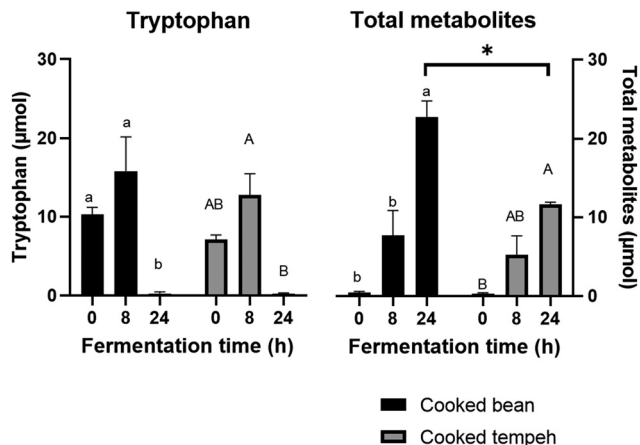 Tryptophan
Total metabolites
30
20
10
0
Tryptophan (µmol)
a
a
b
AB
A
B
0 8 24 0 8 24
Fermentation time (h)
*
b
b
a
B
AB
A
0 8 24 0 8 24
Fermentation time (h)
30
20
10
0
Total metabolites (µmol)
Cooked bean
Cooked tempeh